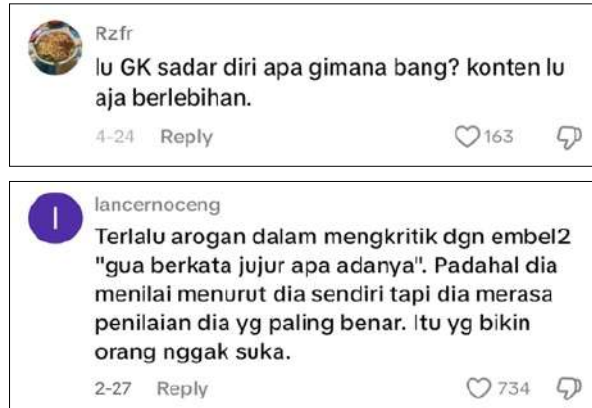 Rzfr
lu GK sadar diri apa gimana bang? konten lu
aja berlebihan.
4-24 Reply 163
I
lancernoceng
Terlalu arogan dalam mengkritik dgn embel2
"gua berkata jujur apa adanya". Padahal dia
menilai menurut dia sendiri tapi dia merasa
penilaian dia yg paling benar. Itu yg bikin
orang nggak suka.
2-27 Reply 734